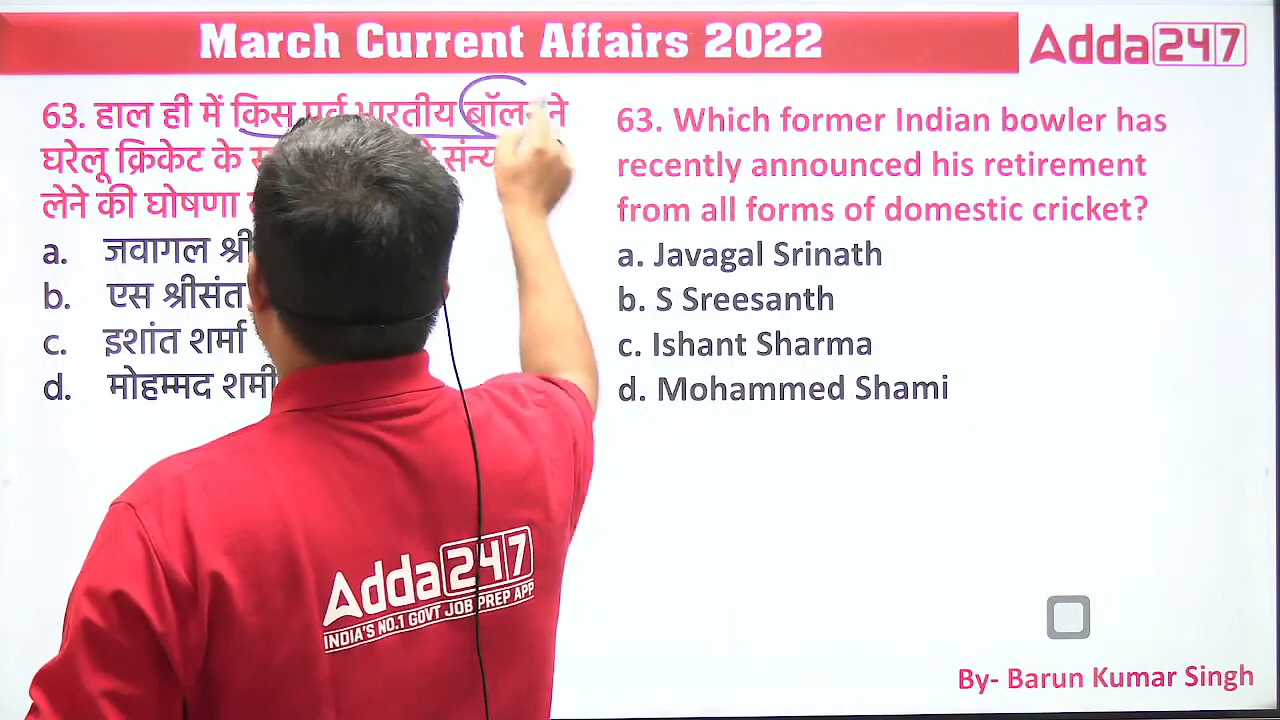 March Current Affairs 2022
Adda247
63. हाल ही में किस पूर्व भारतीय
घरेलू क्रिकेट के
लेने की घोषणा
a. जवागल
b. एस श्रीसंत
c. इशांत शर्मा
d. मोहम्मद शमी
63. Which former Indian bowler has
recently announced his retirement
from all forms of domestic cricket?
a. Javagal Srinath
b. S Sreesanth
c. Ishant Sharma
d. Mohammed Shami
Adda247
INDIA'S NO.1 GOVT JOB PREP APP
By- Barun Kumar Singh